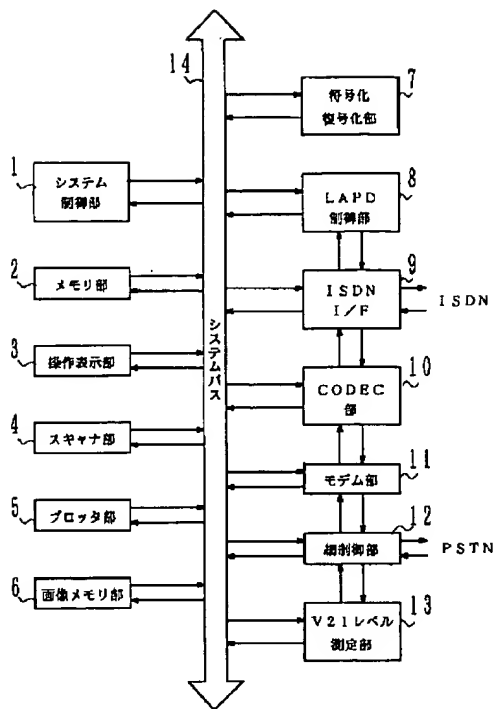 14
1
システム
制御部
2
メモリ部
3
操作表示部
4
スキャナ部
5
プロッタ部
6
画像メモリ部
システムバス
7
符号化
復号化部
8
LAPD
制御部
9
ISDN
I/F
ISDN
10
CODEC
部
11
モデム部
12
網制御部
PSTN
13
V21レベル
測定部